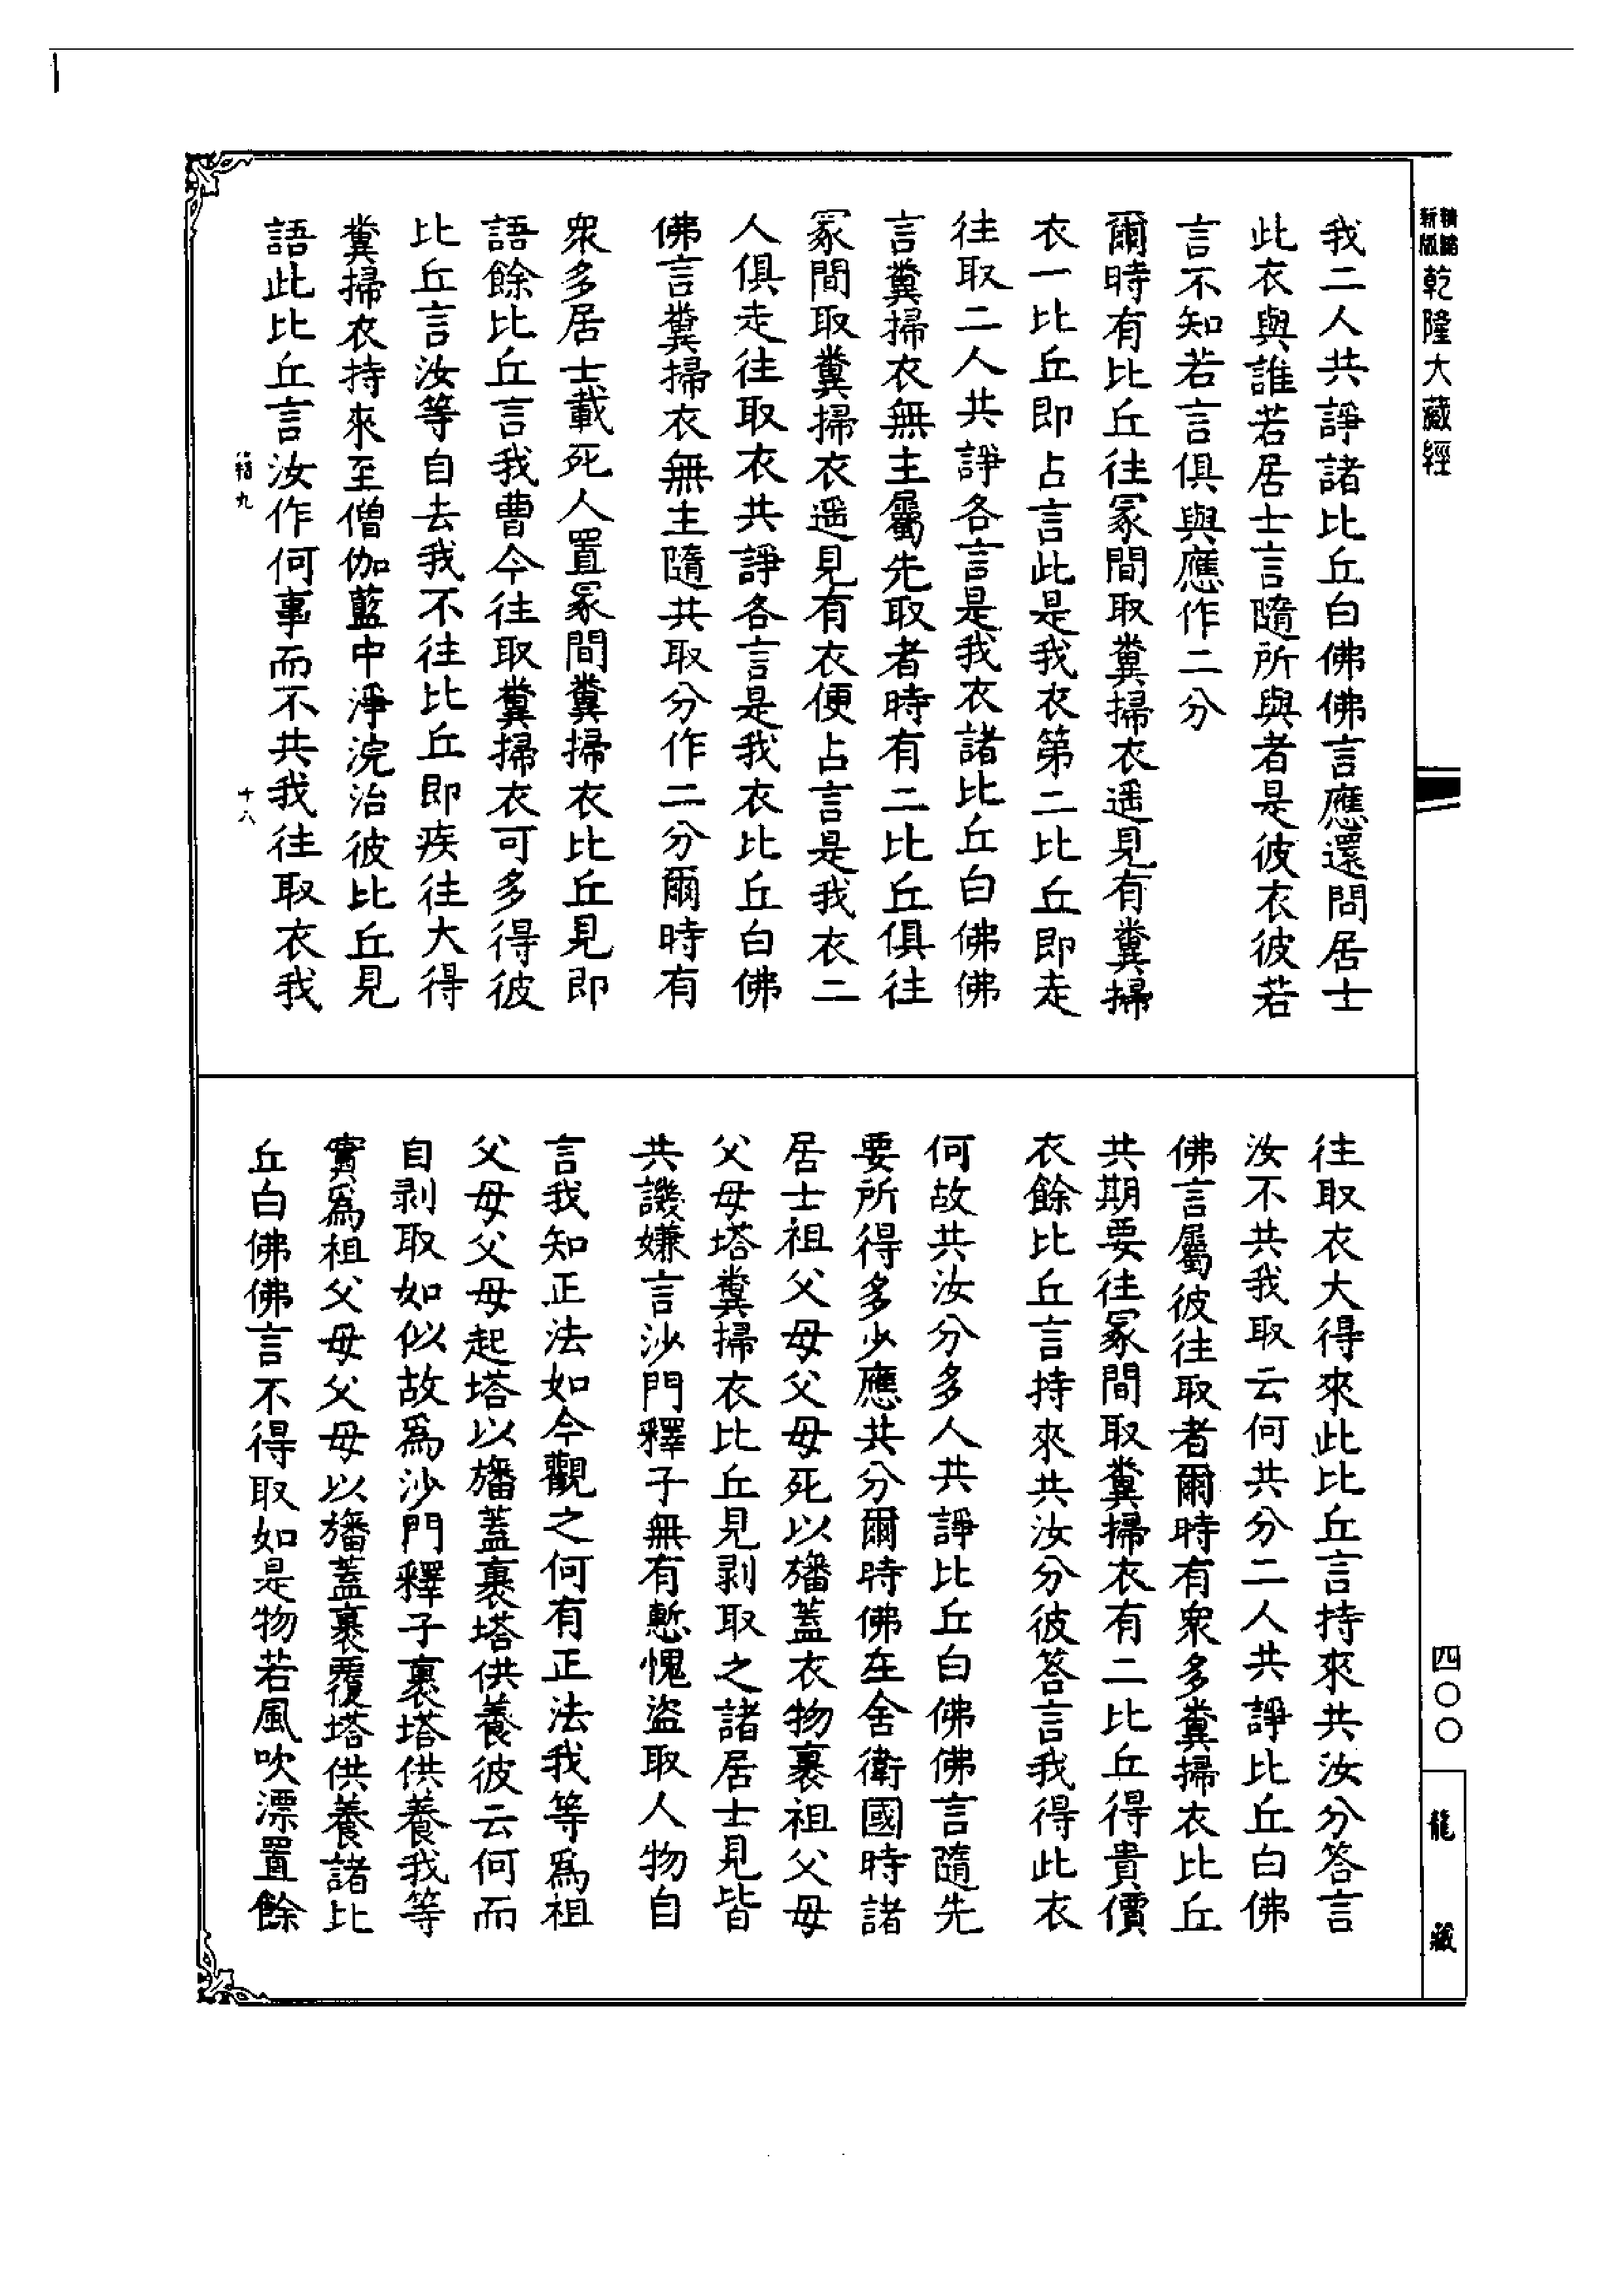 新版
精縮
乾隆大藏經
我二人共諍諸比丘白佛佛言應還問居士
此衣與誰若居士言隨所與者是彼衣彼若
言不知若言俱與應作二分
爾時有比丘往冢間取糞掃衣遥見有糞掃
衣一比丘即占言此是我衣第二比丘即走
往取二人共諍各言是我衣諸比丘白佛佛
言糞掃衣無主屬先取者時有二比丘俱往
冢間取糞掃衣遥見有衣便占言是我衣二
人俱走往取衣共諍各言是我衣比丘白佛
佛言糞掃衣無主隨共取分作二分爾時有
衆多居士載死人置冢間糞掃衣比丘見即
語餘比丘言我曹今往取糞掃衣可多得彼
比丘言汝等自去我不往比丘即疾往大得
糞掃衣持來至僧伽藍中淨浣治彼比丘見
語此比丘言汝作何事而不共我往取衣我
九
十八
往取衣大得來此比丘言持來共汝分答言
汝不共我取云何共分二人共諍比丘白佛
佛言屬彼往取者爾時有衆多糞掃衣比丘
共期要往冢間取糞掃衣有二比丘得貴價
衣餘比丘言持來共汝分彼答言我得此衣
何故共汝分多人共諍比丘白佛佛言隨先
要所得多少應共分爾時佛在舍衛國時諸
居士祖父母父母死以旛蓋衣物裹祖父母
父母塔糞掃衣比丘見剥取之諸居士見皆
共譏嫌言沙門釋子無有慙愧盜取人物自
言我知正法如今觀之何有正法我等爲祖
父母父母起塔以旛蓋裹塔供養彼云何而
自剥取如似故爲沙門釋子裹塔供養我等
實爲祖父母父母以旛蓋裹覆塔供養諸比
丘白佛佛言不得取如是物若風吹漂置餘
四〇〇
龍藏